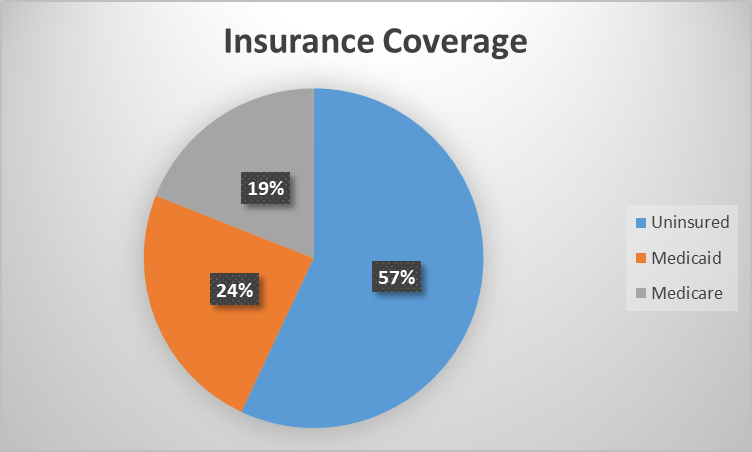 Insurance Coverage
19%
24%
57%
Uninsured
Medicaid
Medicare